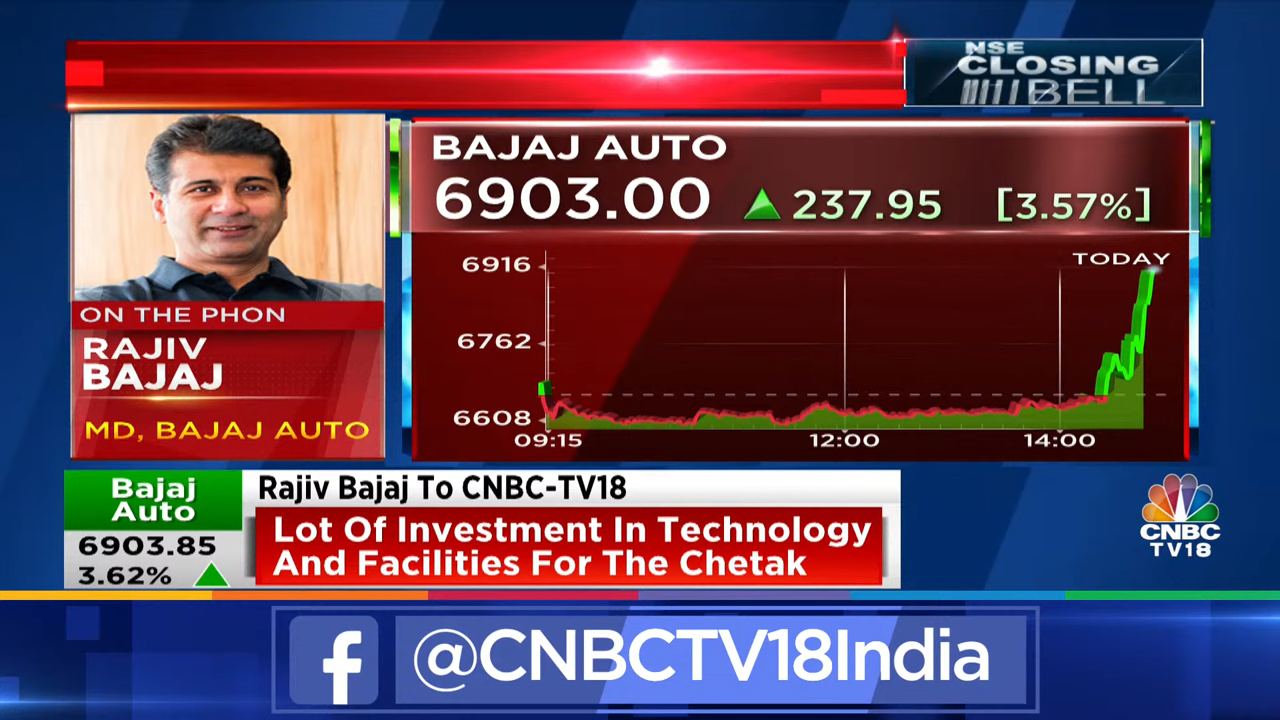 NSE
CLOSING
BELL
BAJAJ AUTO
6903.00 ▲ 237.95 [3.57%]
TODAY
6916
6762
6608
09:15 12:00 14:00
ON THE PHON
RAJIV
BAJAJ
MD, BAJAJ AUTO
Bajaj
Auto
6903.85
3.62% ▲
Rajiv Bajaj To CNBC-TV18
Lot Of Investment In Technology
And Facilities For The Chetak
CNBC
TV18
f @CNBCTV18India